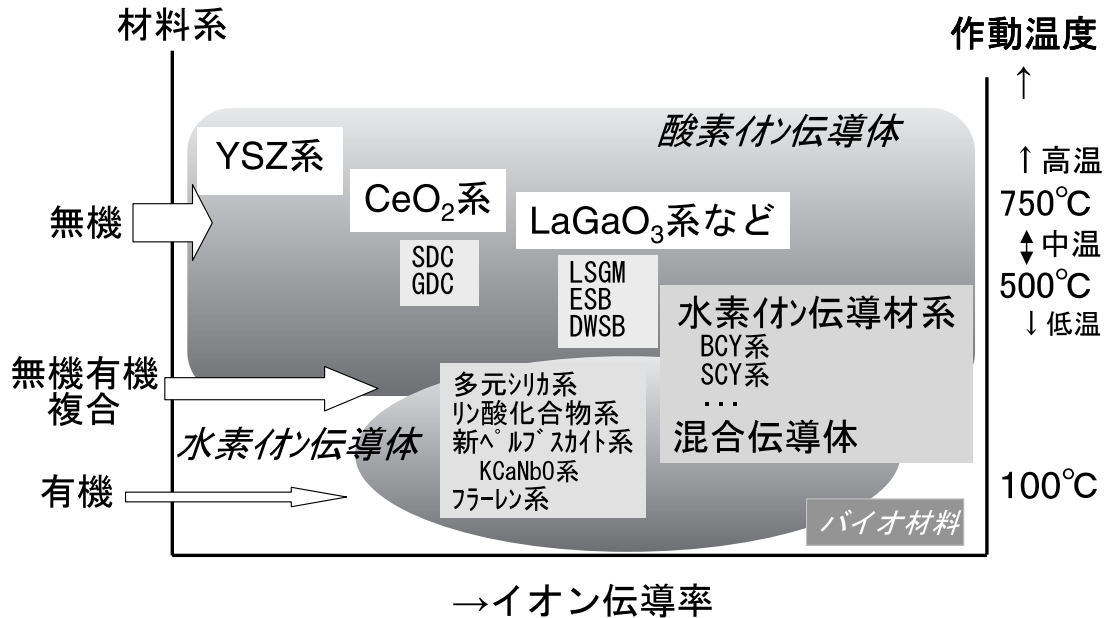 材料系
作動温度
↑
酸素ｲｵﾝ伝導体
YSZ系
↑高温
CeO2系
750℃
LaGaO3系など
無機
中温
SDC
GDC
LSGM
ESB
DWSB
500℃
↓低温
水素ｲｵﾝ伝導材系
BCY系
SCY系
･･･
混合伝導体
無機有機
複合
多元ｼﾘｶ系
ﾘﾝ酸化合物系
新ﾍﾟﾙﾌﾞｽｶｲﾄ系
KCaNbO系
ﾌﾗｰﾚﾝ系
水素ｲｵﾝ伝導体
有機
100℃
バイオ材料
→イオン伝導率